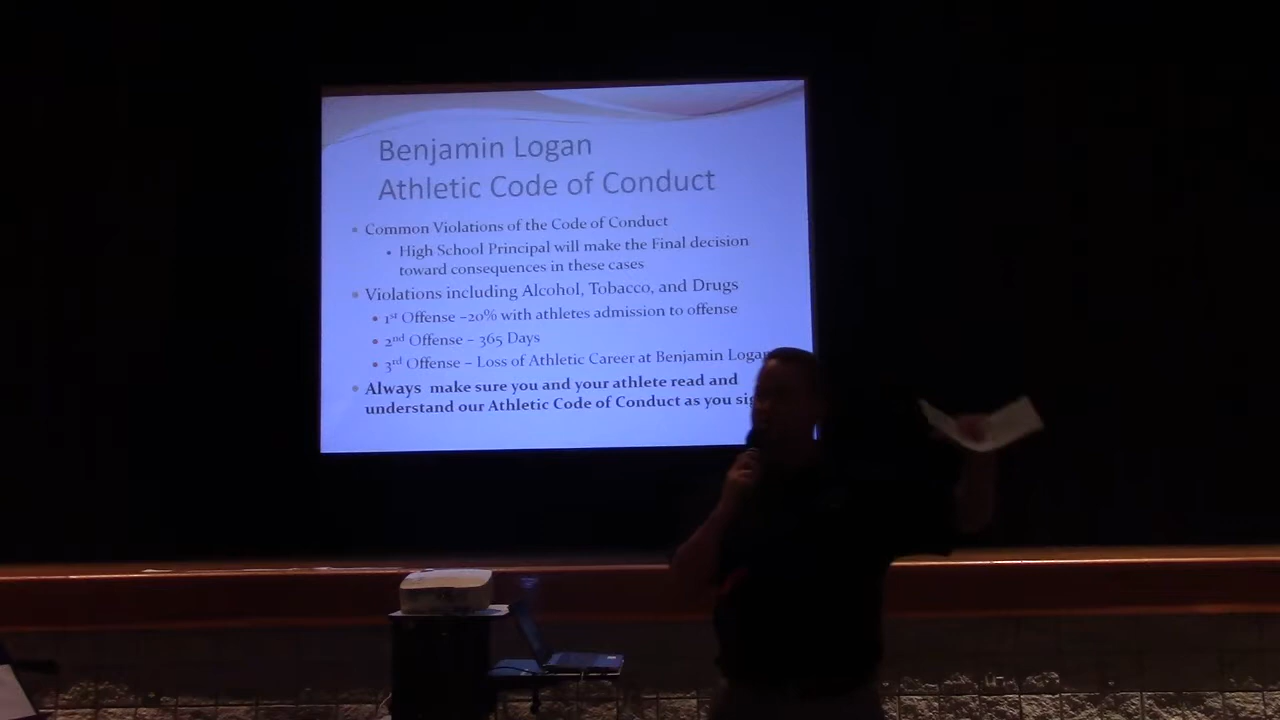 Benjamin Logan
Athletic Code of Conduct
Common Violations of the Code of Conduct
High School Principal will make the Final decision
toward consequences in these cases
Violations including Alcohol, Tobacco, and Drugs
1st Offense –20% with athletes admission to offense
2nd Offense – 365 Days
3rd Offense – Loss of Athletic Career at Benjamin Logan
Always make sure you and your athlete read and
understand our Athletic Code of Conduct as you